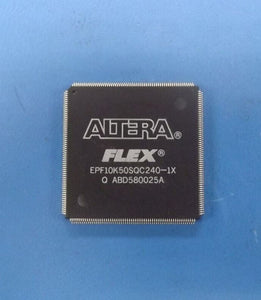 ALTERA®
FLEX®
EPF10K50SQC240-1X
Q ABD580025A